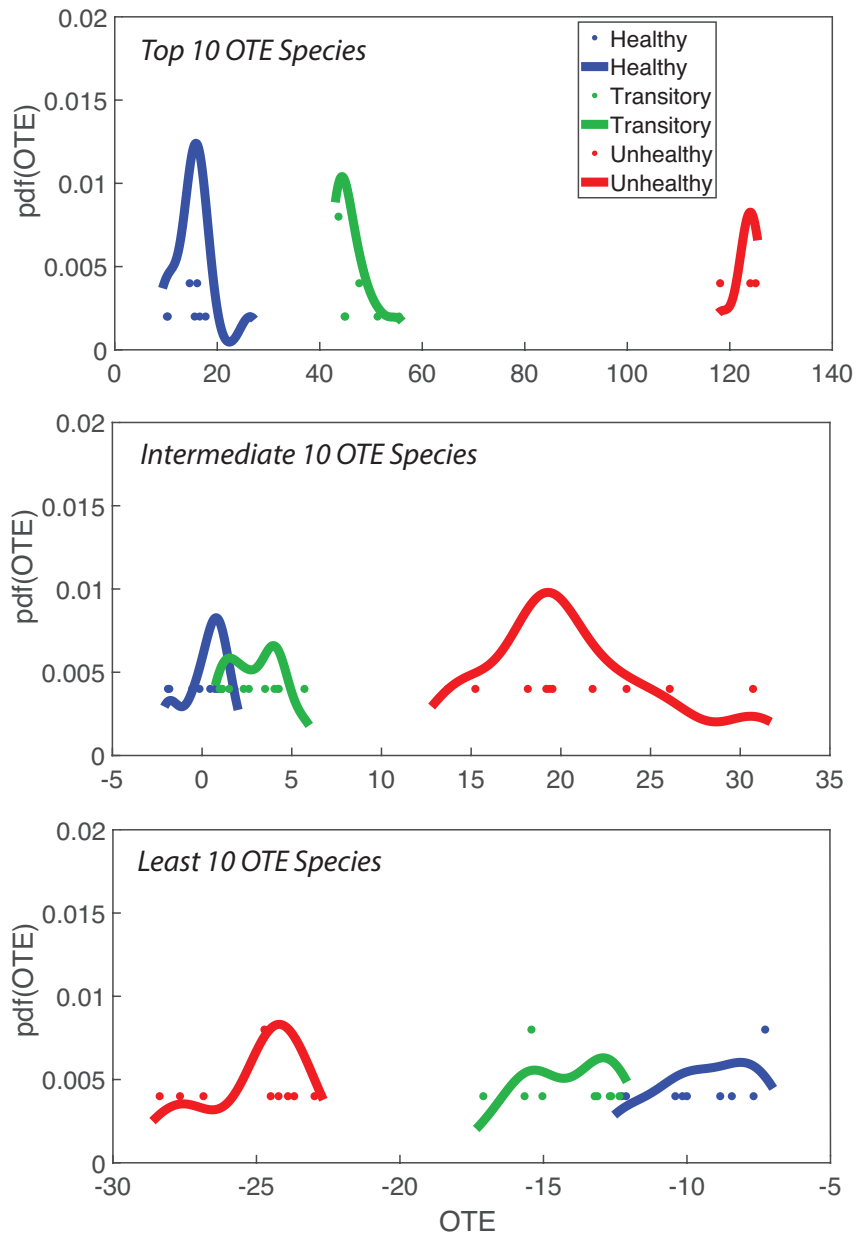 Top 10 OTE Species
Healthy
Healthy
Transitory
Transitory
Unhealthy
Unhealthy
pdf(OTE)
0.02
0.015
0.01
0.005
0
0 20 40 60 80 100 120 140
Intermediate 10 OTE Species
pdf(OTE)
0.02
0.015
0.01
0.005
0
-5 0 5 10 15 20 25 30 35
Least 10 OTE Species
pdf(OTE)
0.02
0.015
0.01
0.005
0
-30 -25 -20 -15 -10 -5
OTE